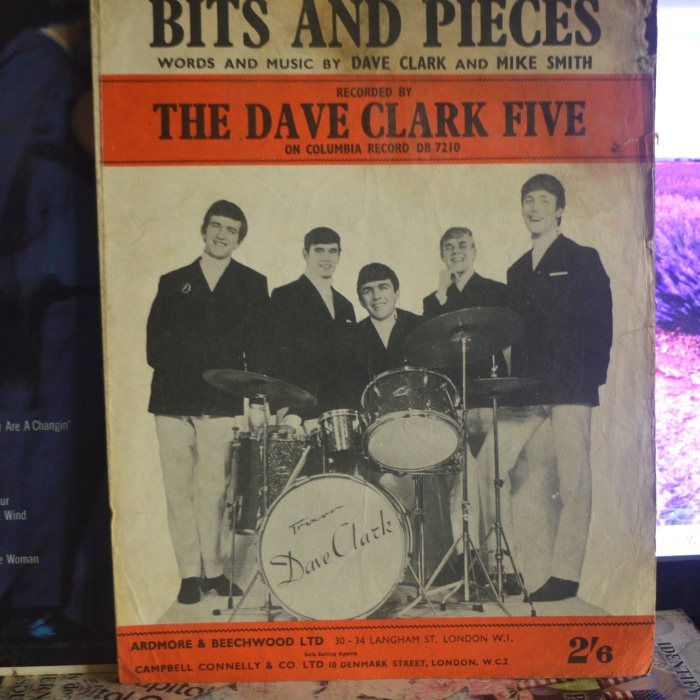 BITS AND PIECES
WORDS AND MUSIC BY DAVE CLARK AND MIKE SMITH
RECORDED BY
THE DAVE CLARK FIVE
ON COLUMBIA RECORD DB 7210
Trixon
Dave Clark
ARDMORE & BEECHWOOD LTD 30-34 LANGHAM ST. LONDON W.1.
Sole Selling Agents
CAMPBELL CONNELLY & CO. LTD 10 DENMARK STREET, LONDON, W.C.2
2'/6
Are A Changin'
Wind
Woman
IDENTITY